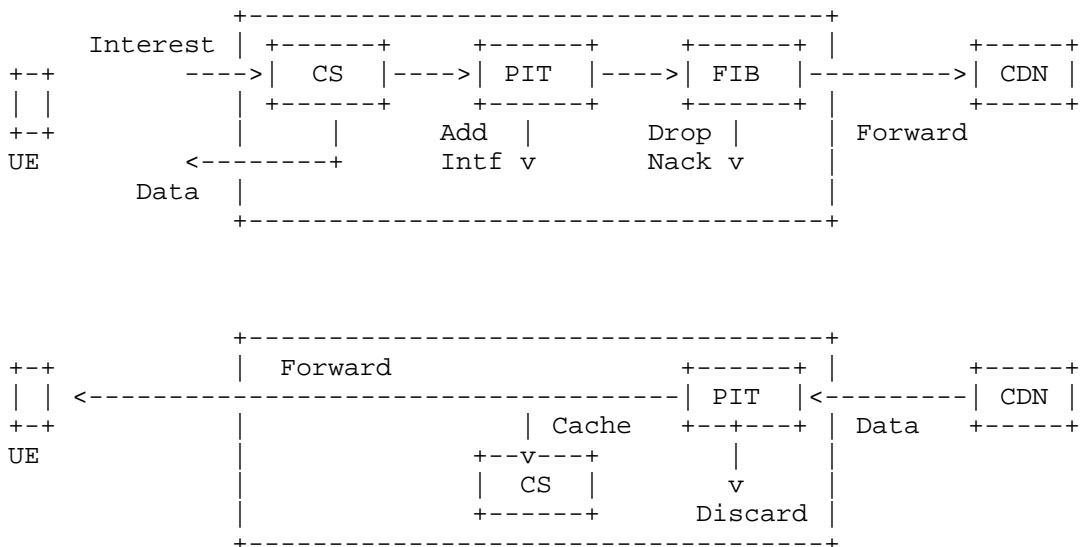 Interest
CS PIT FIB CDN
Add Drop Forward
UE Intf Nack
Data
Forward
PIT CDN
Cache Data
UE
CS
Discard